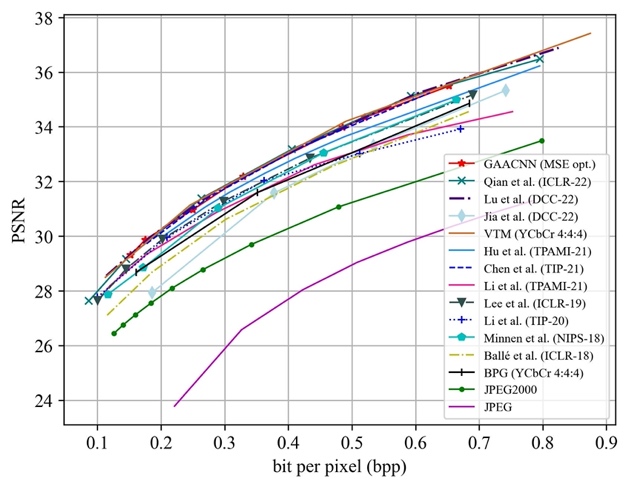 38
36
34
32
30
28
26
24
PSNR
0.1 0.2 0.3 0.4 0.5 0.6 0.7 0.8 0.9
bit per pixel (bpp)
GAACNN (MSE opt.)
Qian et al. (ICLR-22)
Lu et al. (DCC-22)
Jia et al. (DCC-22)
VTM (YCbCr 4:4:4)
Hu et al. (TPAMI-21)
Chen et al. (TIP-21)
Li et al. (TPAMI-21)
Lee et al. (ICLR-19)
Li et al. (TIP-20)
Minnen et al. (NIPS-18)
Ballé et al. (ICLR-18)
BPG (YCbCr 4:4:4)
JPEG2000
JPEG